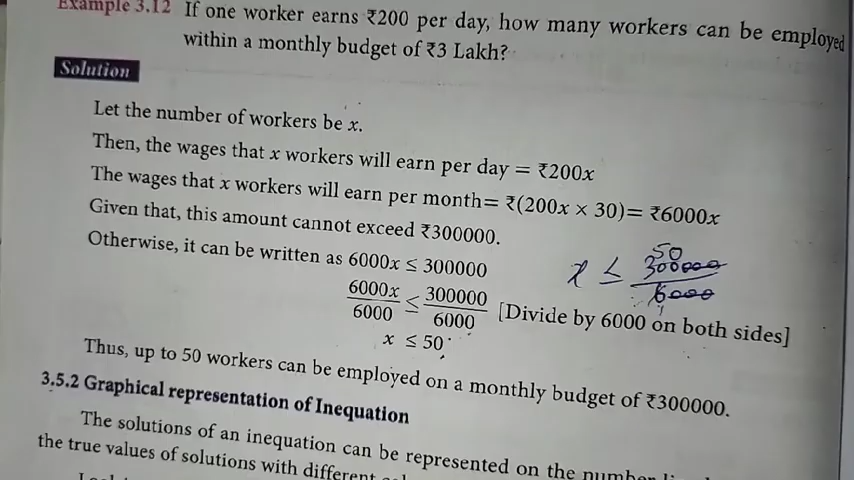 Example 3.12 If one worker earns ₹200 per day, how many workers can be employed
within a monthly budget of ₹3 Lakh?
Solution
Let the number of workers be x.
Then, the wages that x workers will earn per day = ₹200x
The wages that x workers will earn per month= ₹(200x × 30)= ₹6000x
Given that, this amount cannot exceed ₹300000.
Otherwise, it can be written as 6000x ≤ 300000
x ≤ 300000/6000
50
6000x/6000 ≤ 300000/6000 [Divide by 6000 on both sides]
x ≤ 50
Thus, up to 50 workers can be employed on a monthly budget of ₹300000.
3.5.2 Graphical representation of Inequation
The solutions of an inequation can be represented on the number
the true values of solutions with different